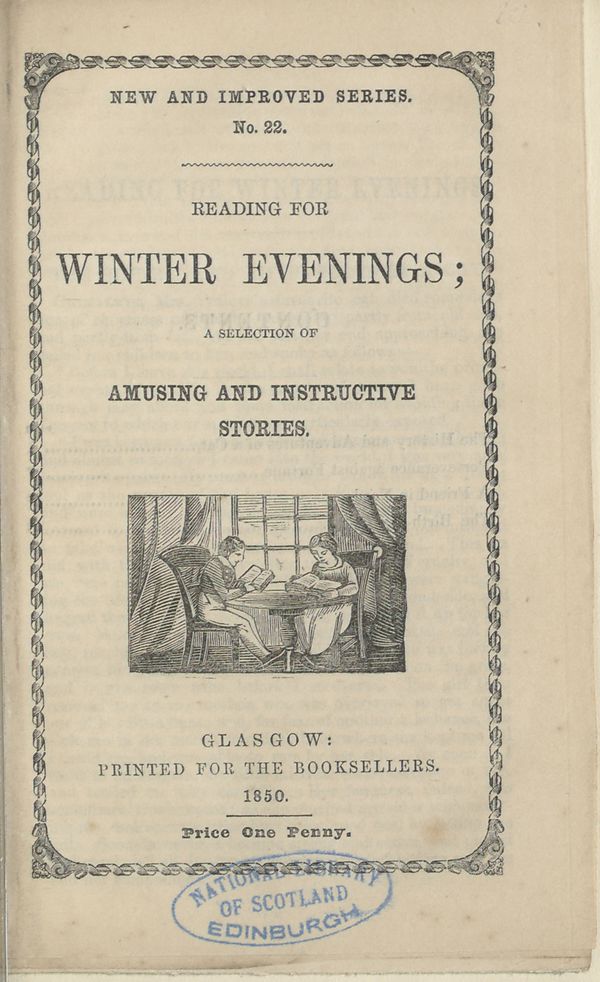 NEW AND IMPROVED SERIES.
No. 22.
READING FOR
WINTER EVENINGS;
A SELECTION OF
AMUSING AND INSTRUCTIVE
STORIES.
GLASGOW:
PRINTED FOR THE BOOKSELLERS.
1850.
Price One Penny.
NATIONAL LIBRARY
OF SCOTLAND
EDINBURGH